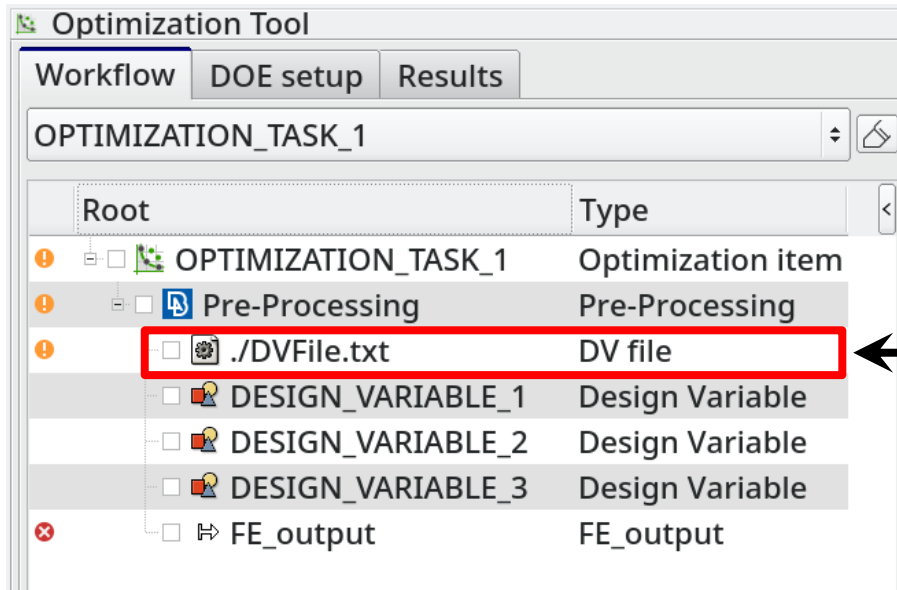 Optimization Tool
Workflow DOE setup Results
OPTIMIZATION_TASK_1
Root Type
OPTIMIZATION_TASK_1 Optimization item
Pre-Processing Pre-Processing
./DVFile.txt DV file
DESIGN_VARIABLE_1 Design Variable
DESIGN_VARIABLE_2 Design Variable
DESIGN_VARIABLE_3 Design Variable
FE_output FE_output